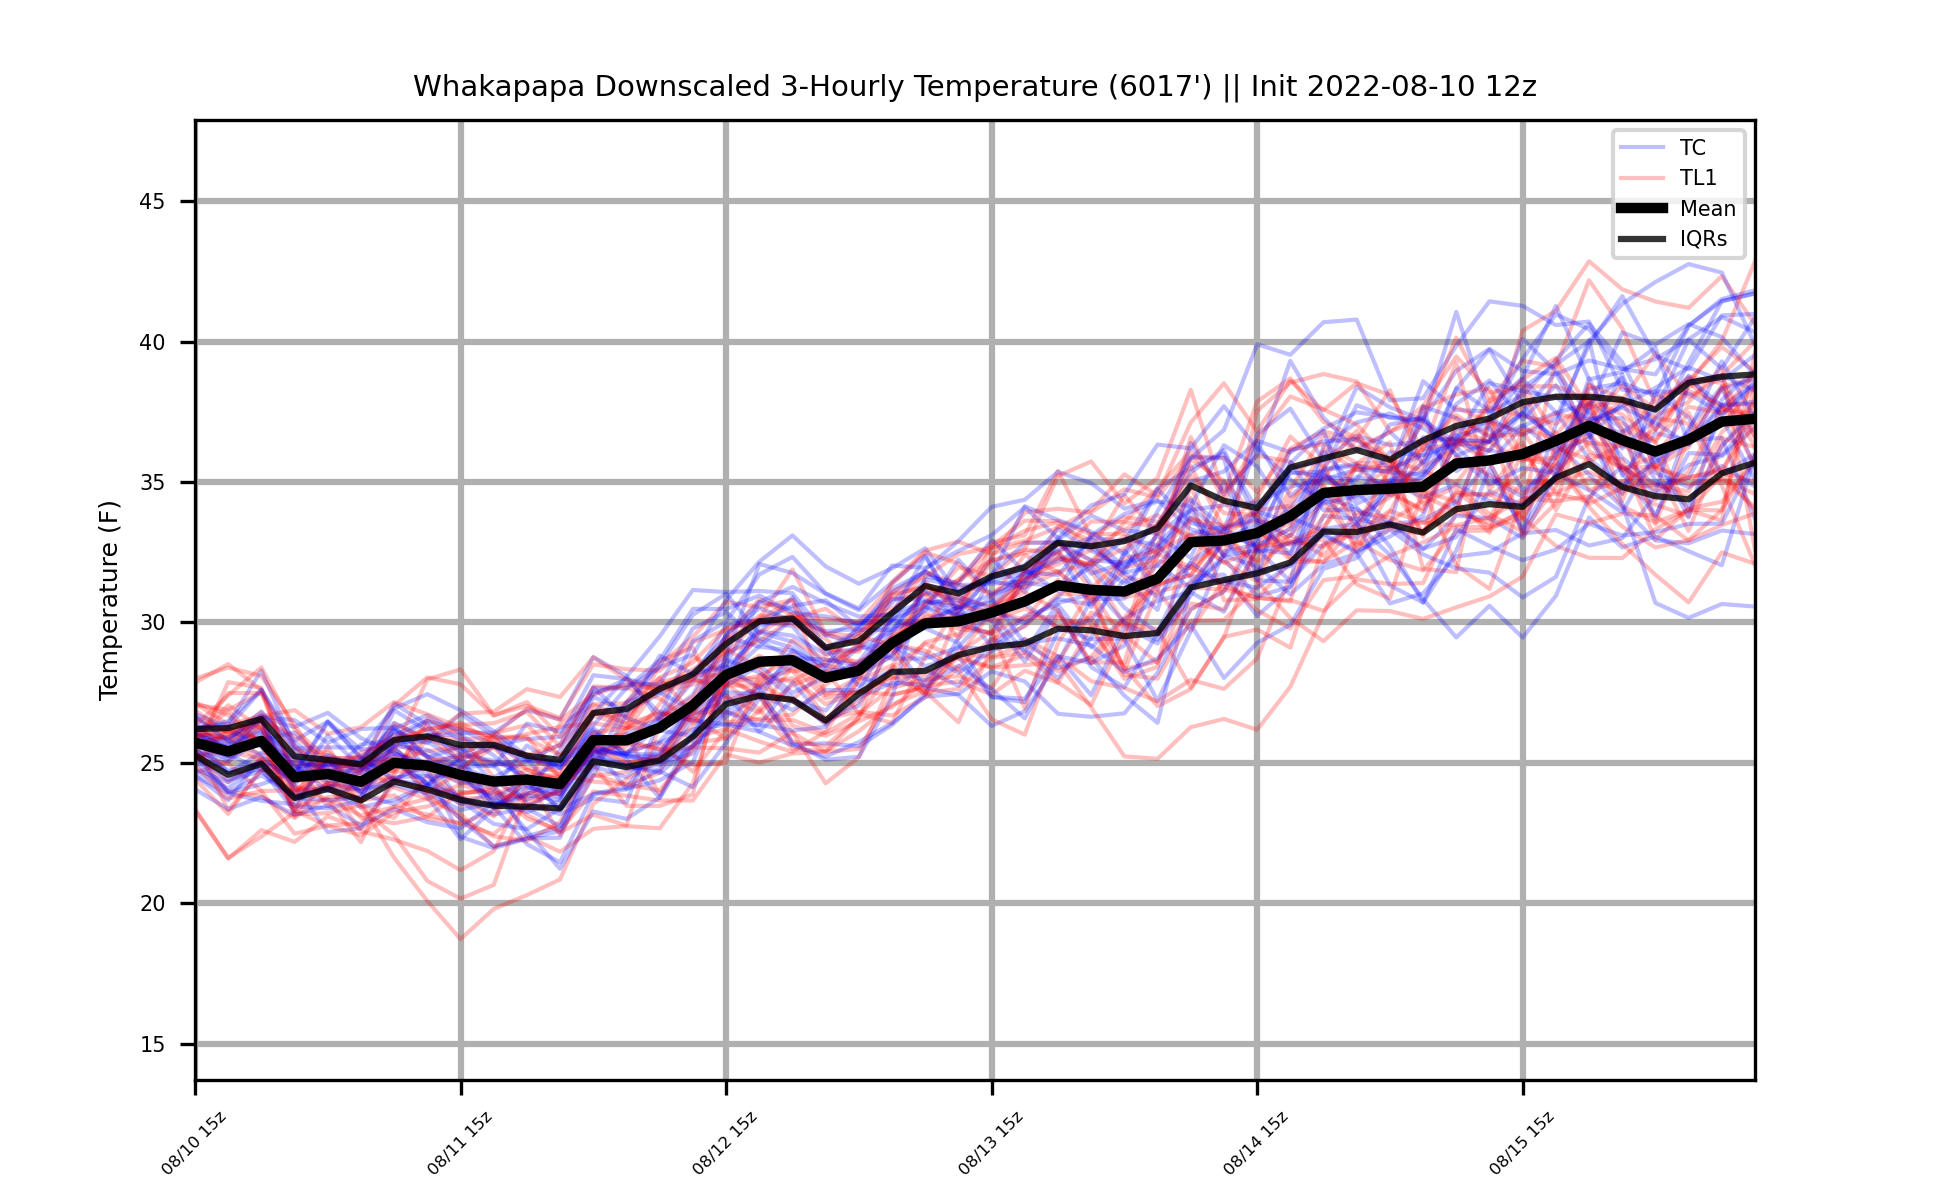 Whakapapa Downscaled 3-Hourly Temperature (6017') || Init 2022-08-10 12z
TC
TL1
Mean
IQRs
Temperature (F)
45
40
35
30
25
20
15
08/10 15z
08/11 15z
08/12 15z
08/13 15z
08/14 15z
08/15 15z